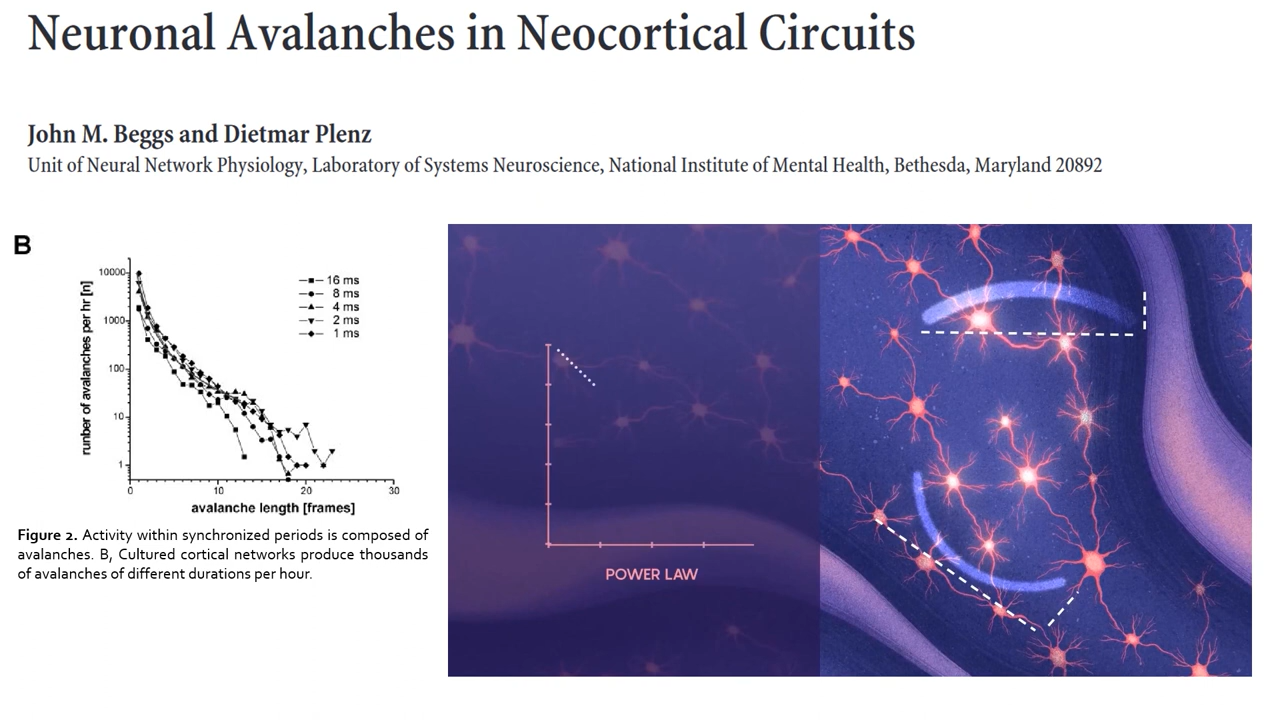 Neuronal Avalanches in Neocortical Circuits
John M. Beggs and Dietmar Plenz
Unit of Neural Network Physiology, Laboratory of Systems Neuroscience, National Institute of Mental Health, Bethesda, Maryland 20892
B
runber of avalanches per hr [n]
10000
1000
100
10
1
16 ms
8 ms
4 ms
2 ms
1 ms
0 10 20 30
avalanche length [frames]
Figure 2. Activity within synchronized periods is composed of
avalanches. B, Cultured cortical networks produce thousands
of avalanches of different durations per hour.
POWER LAW